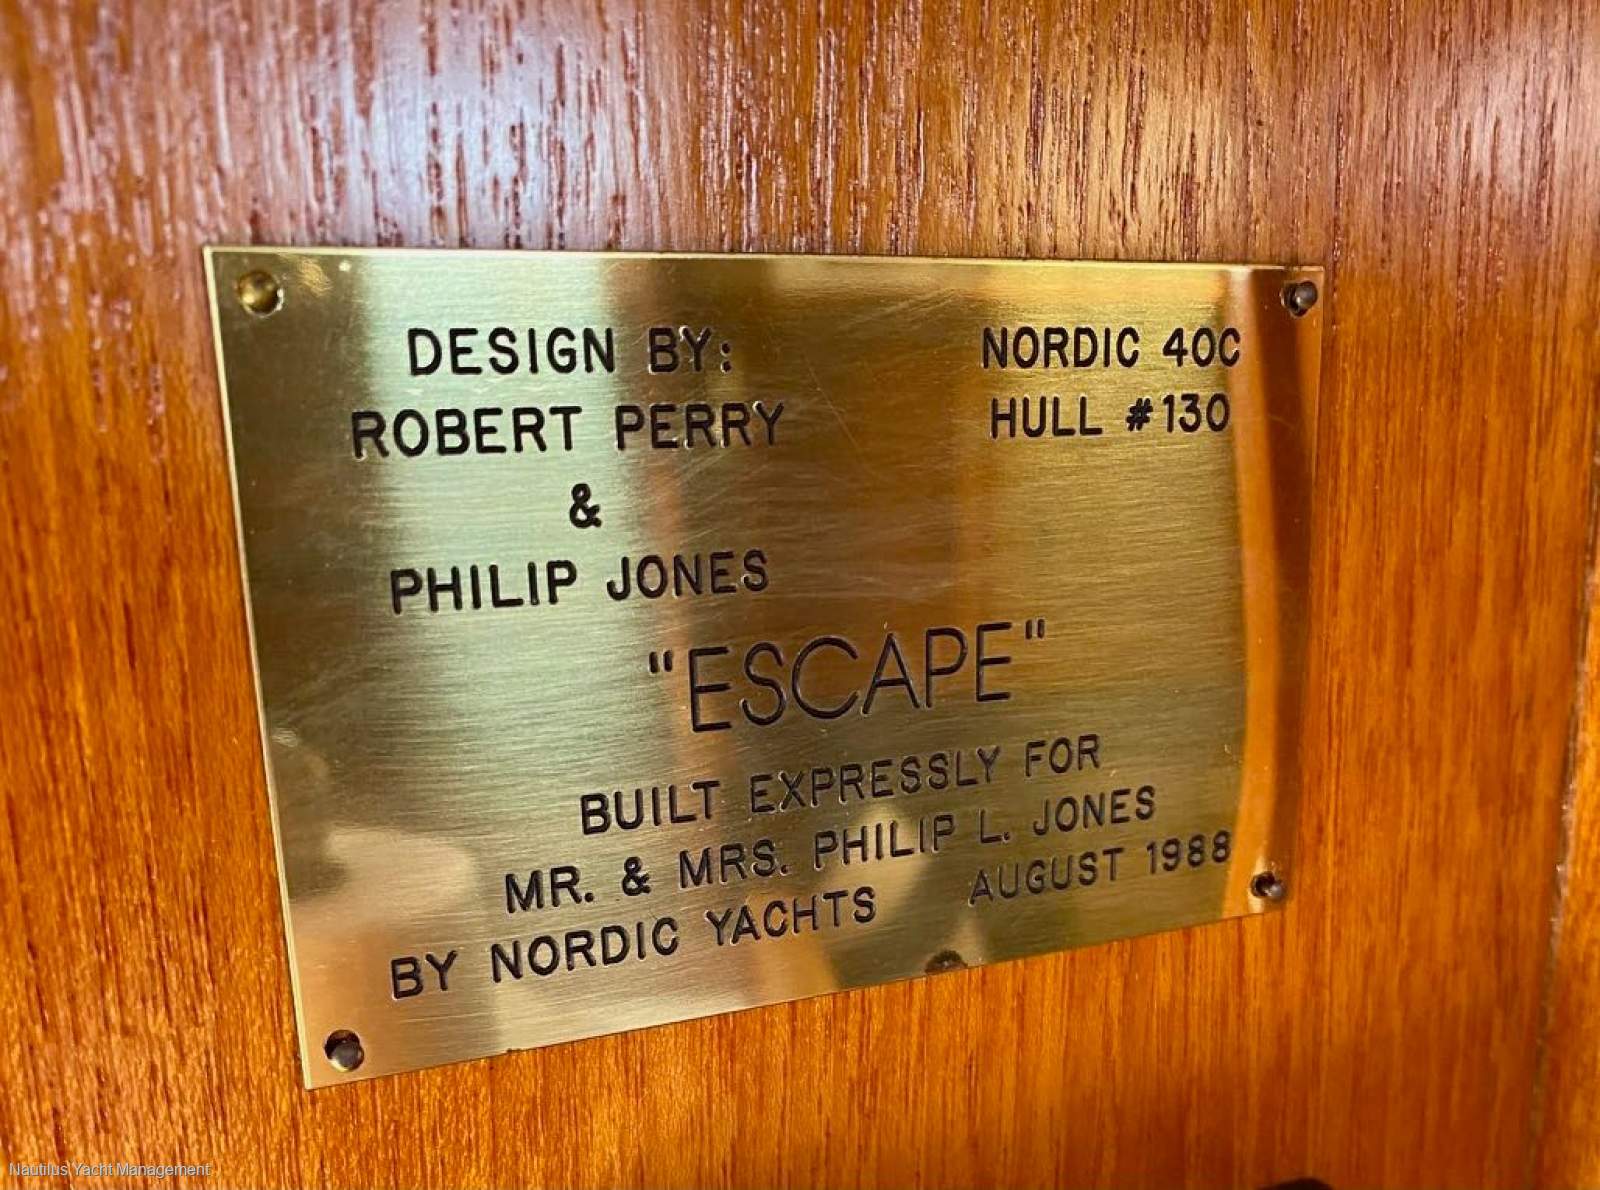 DESIGN BY:
ROBERT PERRY
&
PHILIP JONES
NORDIC 40C
HULL #130
"ESCAPE"
BUILT EXPRESSLY FOR
MR. & MRS. PHILIP L. JONES
BY NORDIC YACHTS AUGUST 1988
Nautilus Yacht Management